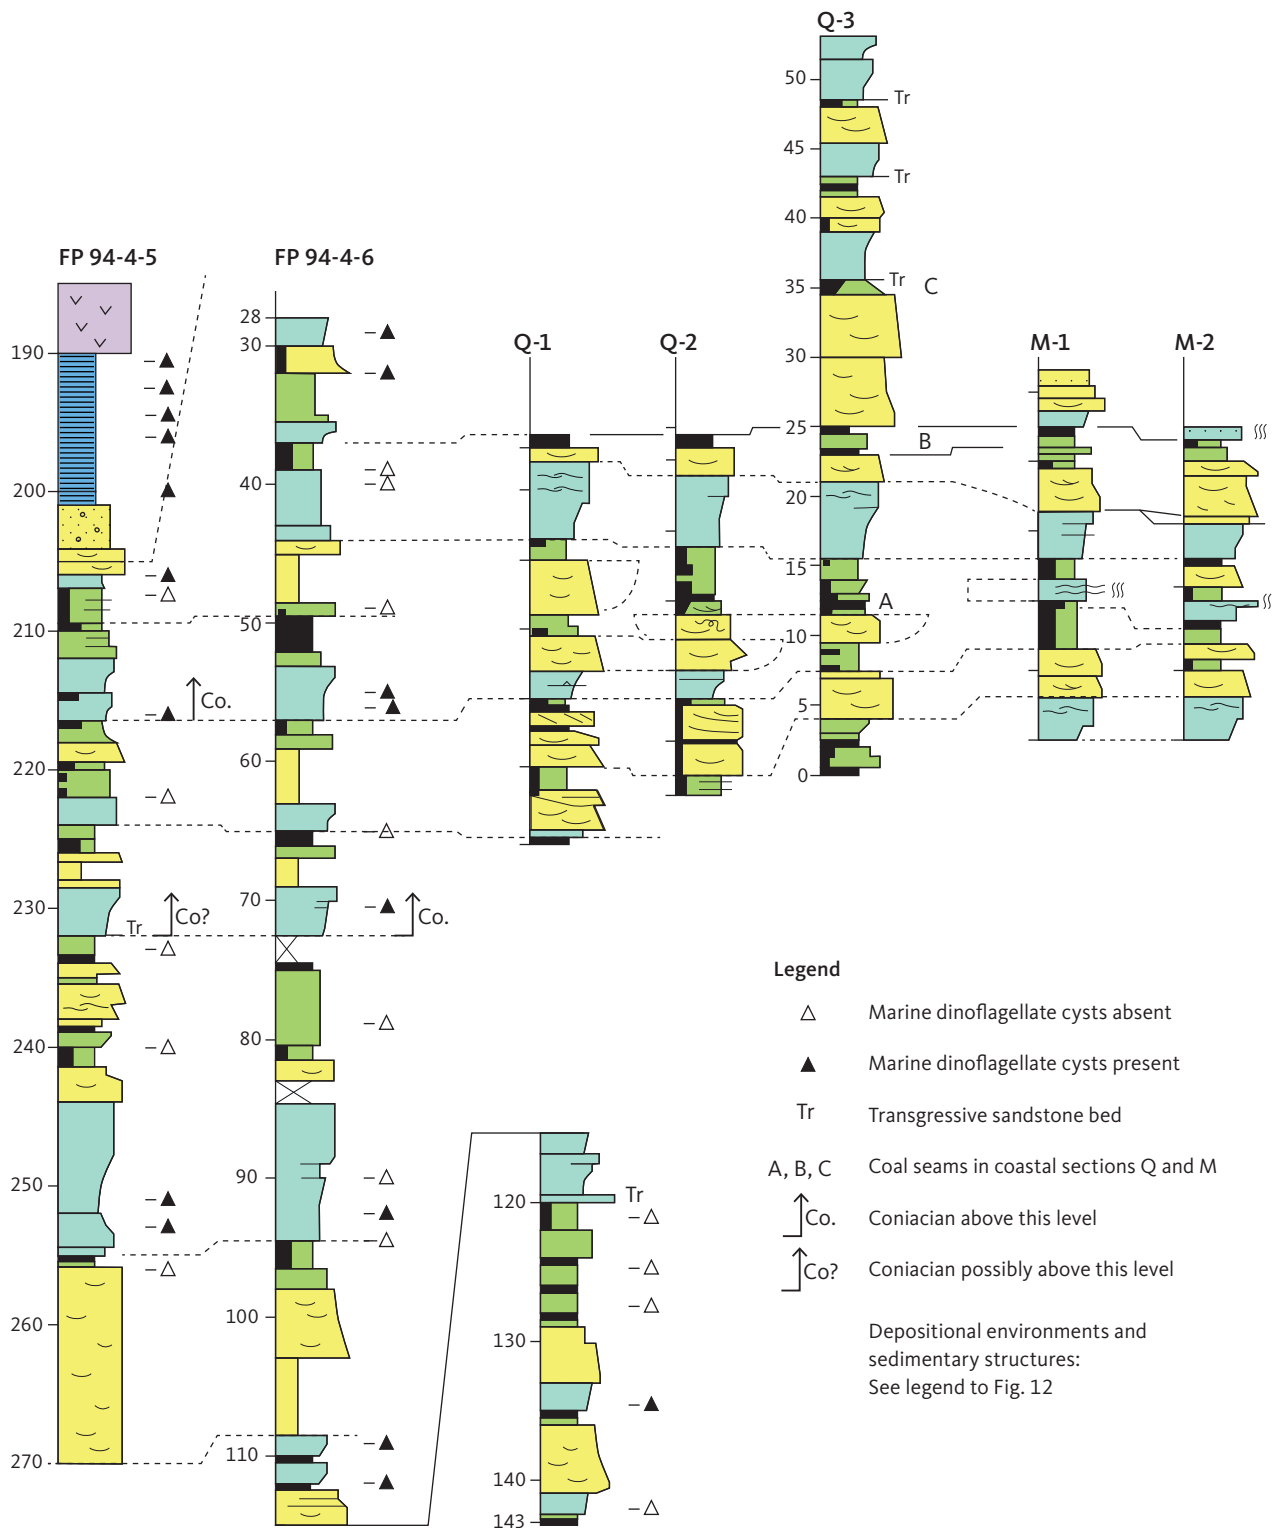 Q-3
50
Tr
45
Tr
40
35
Tr
C
30
25
B
20
15
A
10
5
0
FP 94-4-5
190
200
210
Co.
220
230
Tr
Co?
240
250
260
270
FP 94-4-6
28
30
40
50
60
70
Co.
80
90
100
110
Q-1
Q-2
M-1
M-2
120
Tr
130
140
143
Legend
Marine dinoflagellate cysts absent
Marine dinoflagellate cysts present
Tr Transgressive sandstone bed
A, B, C Coal seams in coastal sections Q and M
Co. Coniacian above this level
Co? Coniacian possibly above this level
Depositional environments and
sedimentary structures:
See legend to Fig. 12